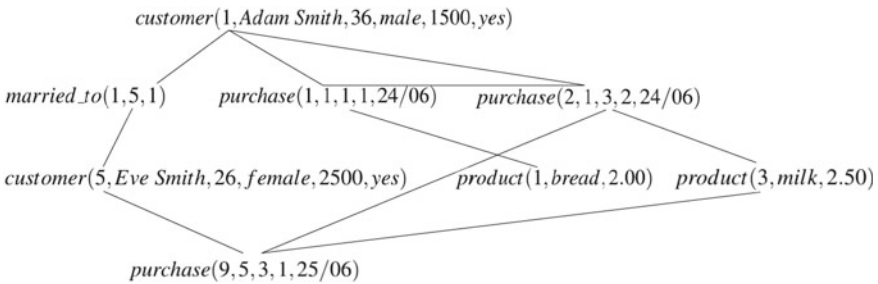 customer(1,Adam Smith,36,male,1500,yes)
married_to(1,5,1) purchase(1,1,1,1,24/06) purchase(2,1,3,2,24/06)
customer(5,Eve Smith,26,female,2500,yes) product(1,bread,2.00) product(3,milk,2.50)
purchase(9,5,3,1,25/06)